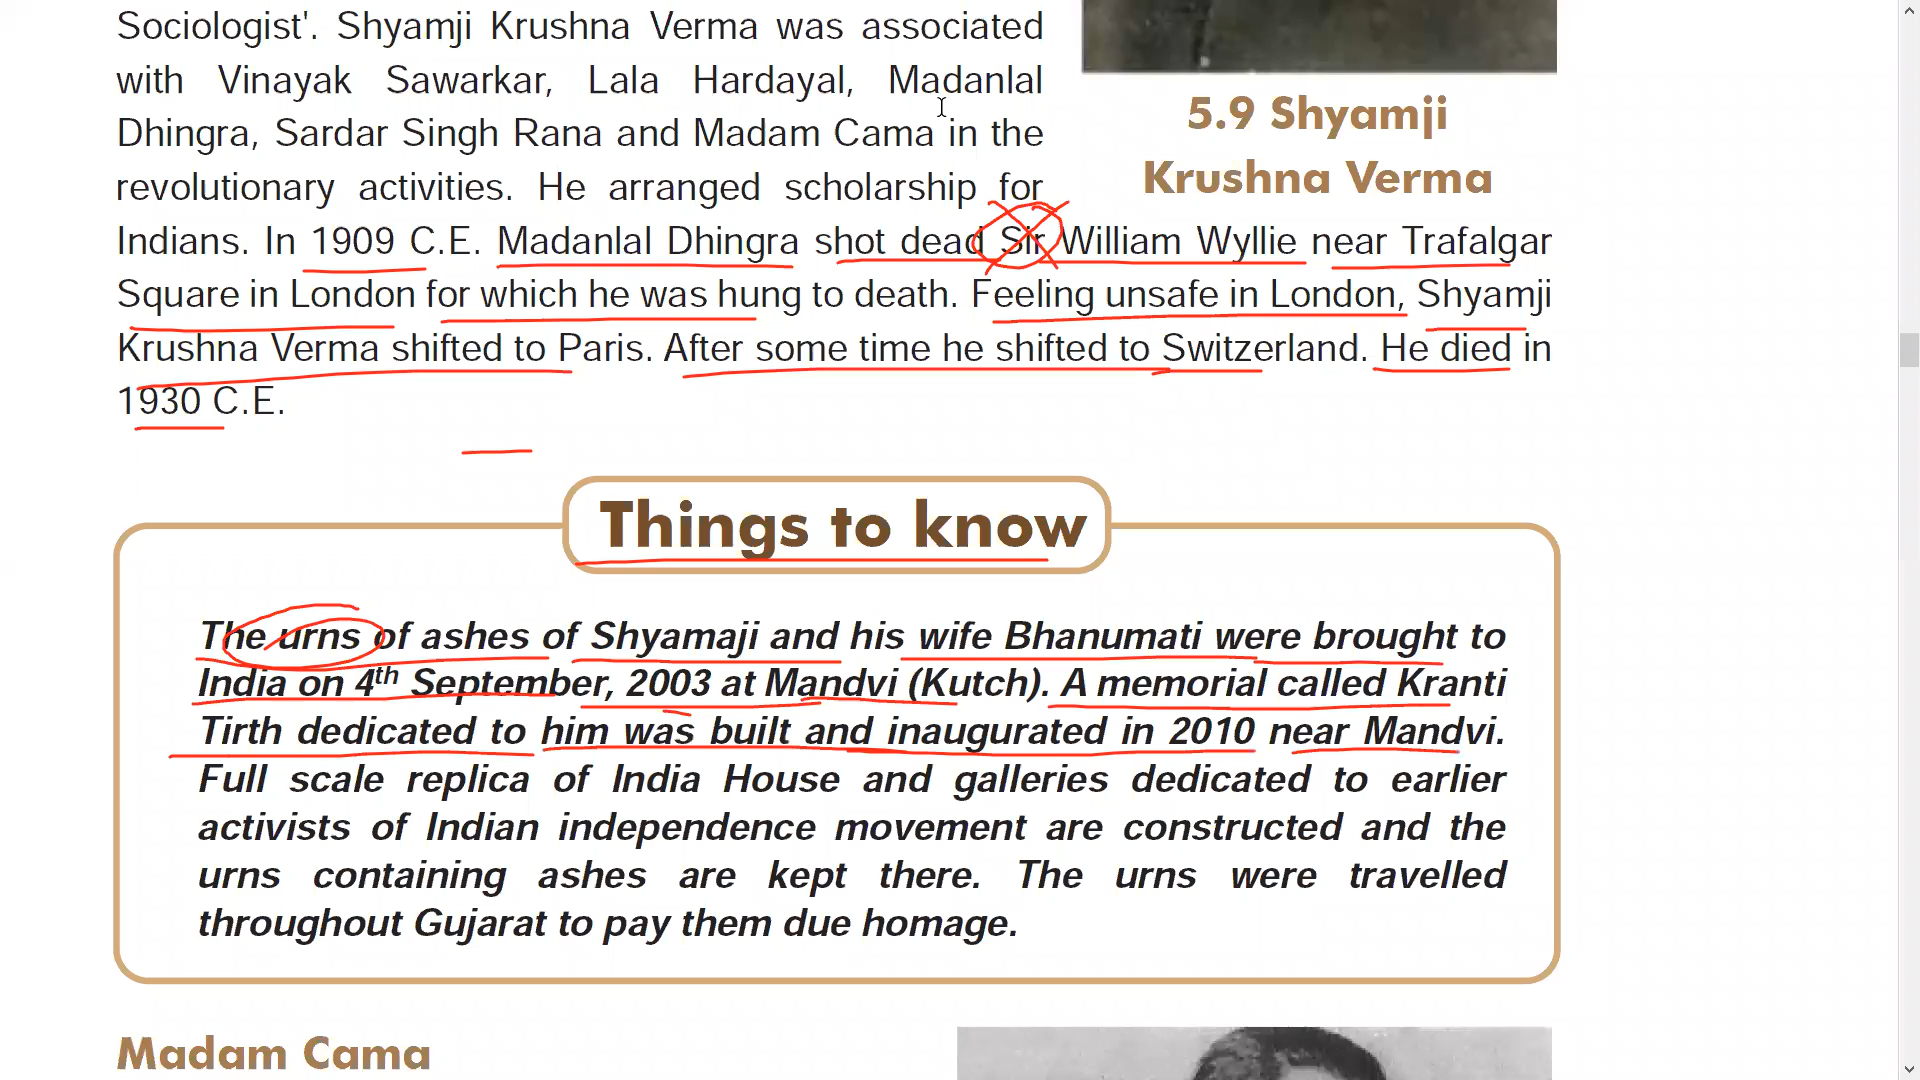 Sociologist'. Shyamji Krushna Verma was associated
with Vinayak Sawarkar, Lala Hardayal, Madanlal
Dhingra, Sardar Singh Rana and Madam Cama in the
revolutionary activities. He arranged scholarship for
5.9 Shyamji
Krushna Verma
Indians. In 1909 C.E. Madanlal Dhingra shot dead Sir William Wyllie near Trafalgar
Square in London for which he was hung to death. Feeling unsafe in London, Shyamji
Krushna Verma shifted to Paris. After some time he shifted to Switzerland. He died in
1930 C.E.
Things to know
The urns of ashes of Shyamaji and his wife Bhanumati were brought to
India on 4th September, 2003 at Mandvi (Kutch). A memorial called Kranti
Tirth dedicated to him was built and inaugurated in 2010 near Mandvi.
Full scale replica of India House and galleries dedicated to earlier
activists of Indian independence movement are constructed and the
urns containing ashes are kept there. The urns were travelled
throughout Gujarat to pay them due homage.
Madam Cama